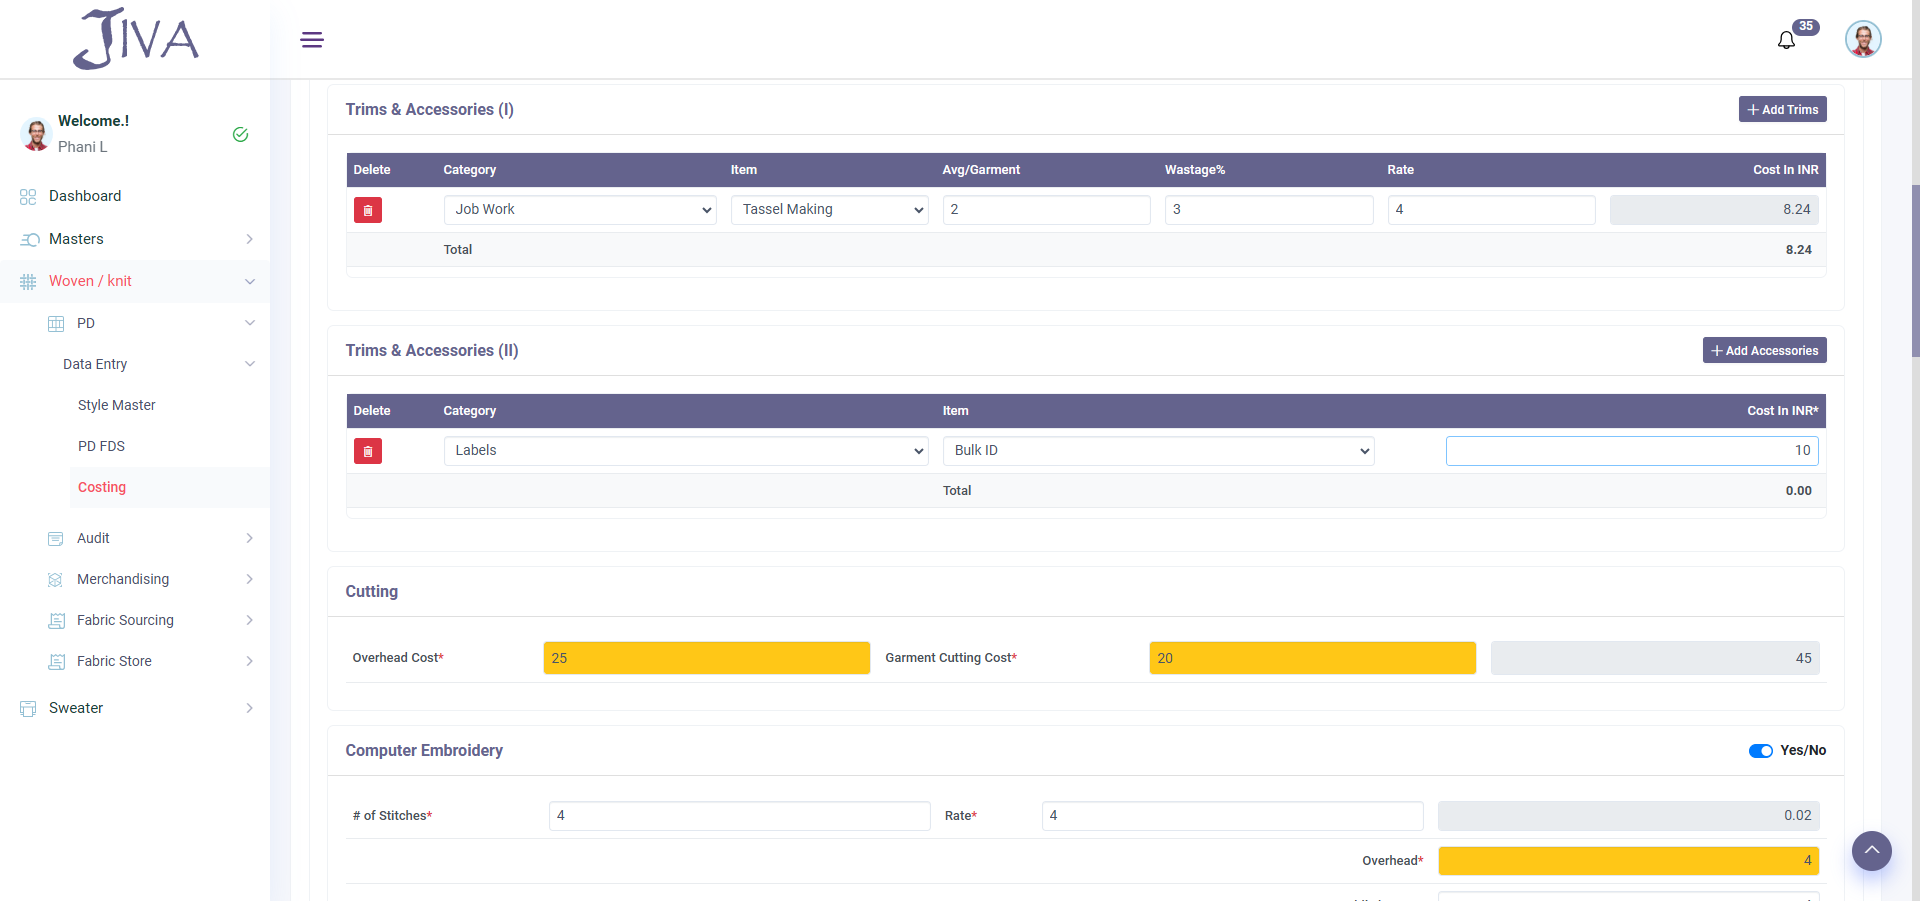 JIVA
35
Welcome.!
Phani L
Dashboard
Masters
Woven / knit
PD
Data Entry
Style Master
PD FDS
Costing
Audit
Merchandising
Fabric Sourcing
Fabric Store
Sweater
Trims & Accessories (I)
Add Trims
Delete Category Item Avg/Garment Wastage% Rate Cost In INR
Job Work Tassel Making 2 3 4 8.24
Total 8.24
Trims & Accessories (II)
Add Accessories
Delete Category Item Cost In INR*
Labels Bulk ID 10
Total 0.00
Cutting
Overhead Cost* 25 Garment Cutting Cost* 20 45
Computer Embroidery
Yes/No
# of Stitches* 4 Rate* 4 0.02
Overhead* 4